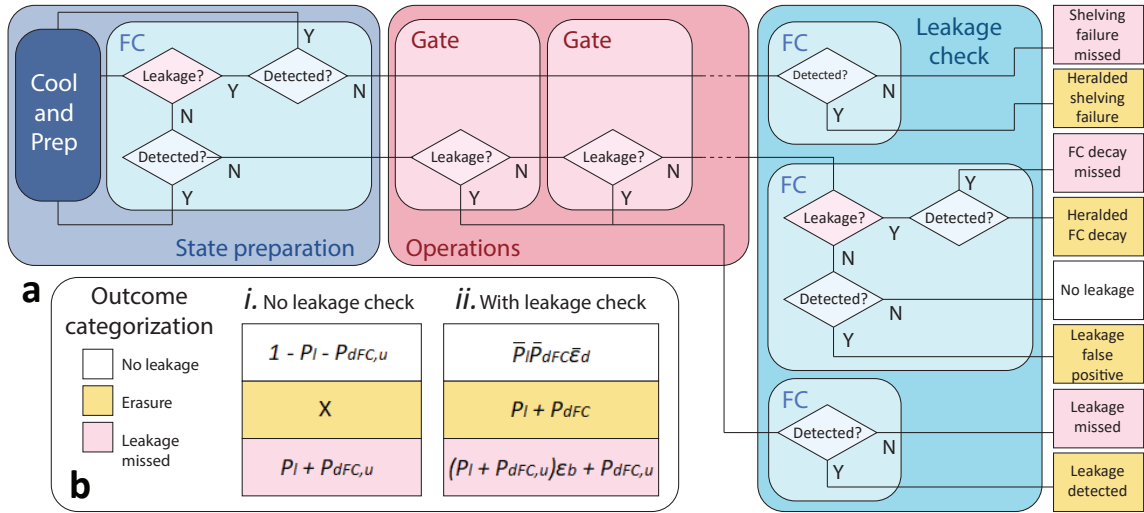 Cool
and
Prep
FC
Leakage?
Y
Detected?
Y
N
N
Detected?
N
Y
State preparation
Gate
Gate
Leakage?
N
Y
Leakage?
N
Y
Operations
Leakage
check
FC
Detected?
N
Y
FC
Leakage?
Y
Detected?
Y
N
N
Detected?
N
Y
FC
Detected?
N
Y
Shelving
failure
missed
Heralded
shelving
failure
FC decay
missed
Heralded
FC decay
No leakage
Leakage
false
positive
Leakage
missed
Leakage
detected
a
b
Outcome
categorization
No leakage
Erasure
Leakage
missed
i. No leakage check
1 - Pl - PdFC,u
X
Pl + PdFC,u
ii. With leakage check
P̄lP̄dFCε̄d
Pl + PdFC
(Pl + PdFC,u)εb + PdFC,u